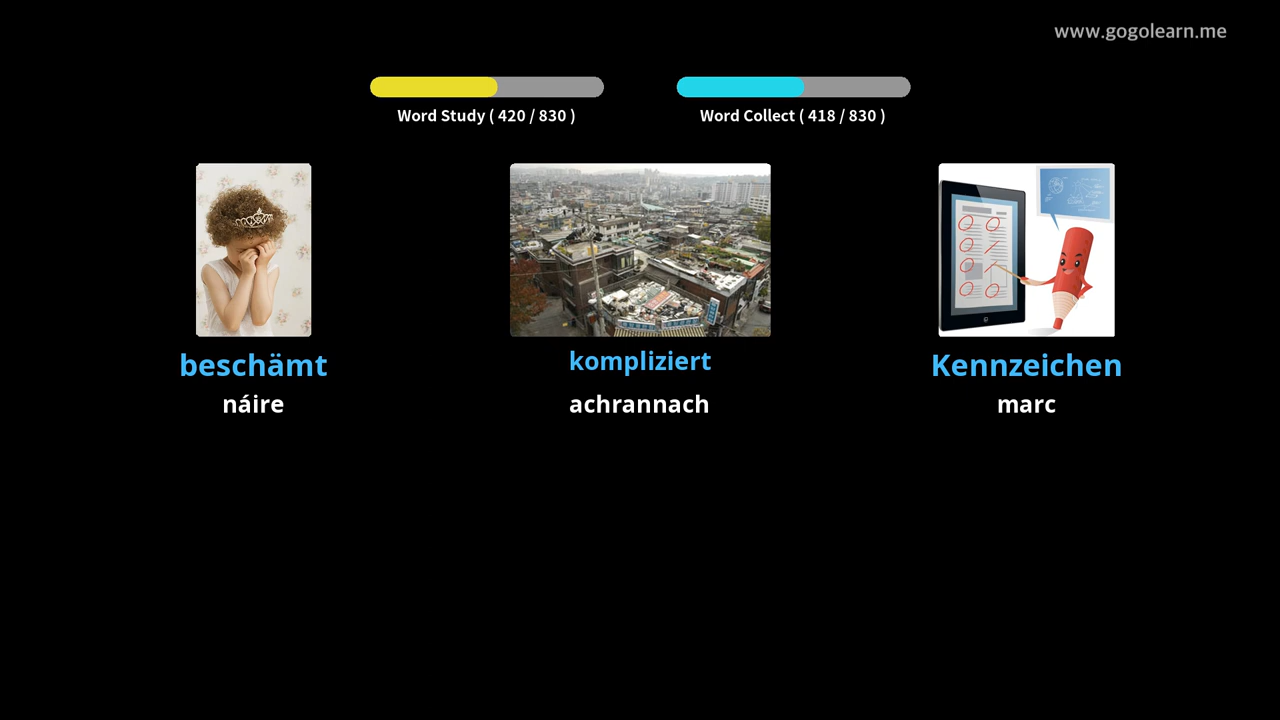 www.gogolearn.me
Word Study ( 420 / 830 )
Word Collect ( 418 / 830 )
beschämt
kompliziert
Kennzeichen
náire
achrannach
marc